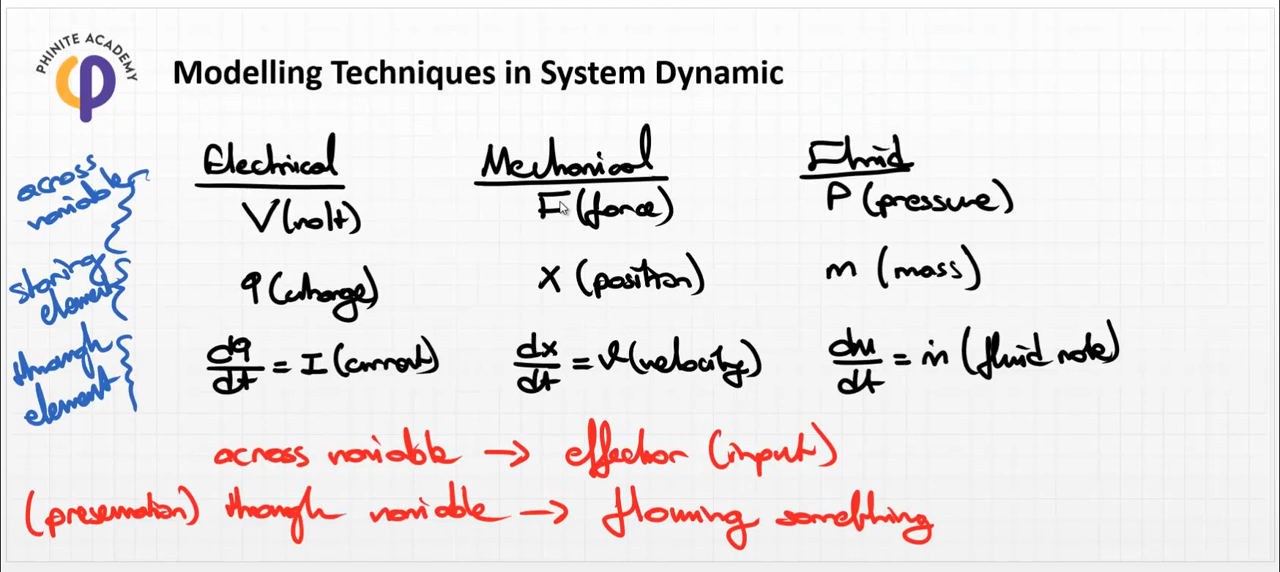 PHINITE ACADEMY
Modelling Techniques in System Dynamic
Electrical Mechanical Fluid
across variable V(volt) F (force) P (pressure)
storing element q (charge) x (position) m (mass)
through element dq/dt = I (current) dx/dt = v (velocity) dm/dt = ṁ (fluid rate)
across variable → effector (input)
(preservation) through variable → flowing something